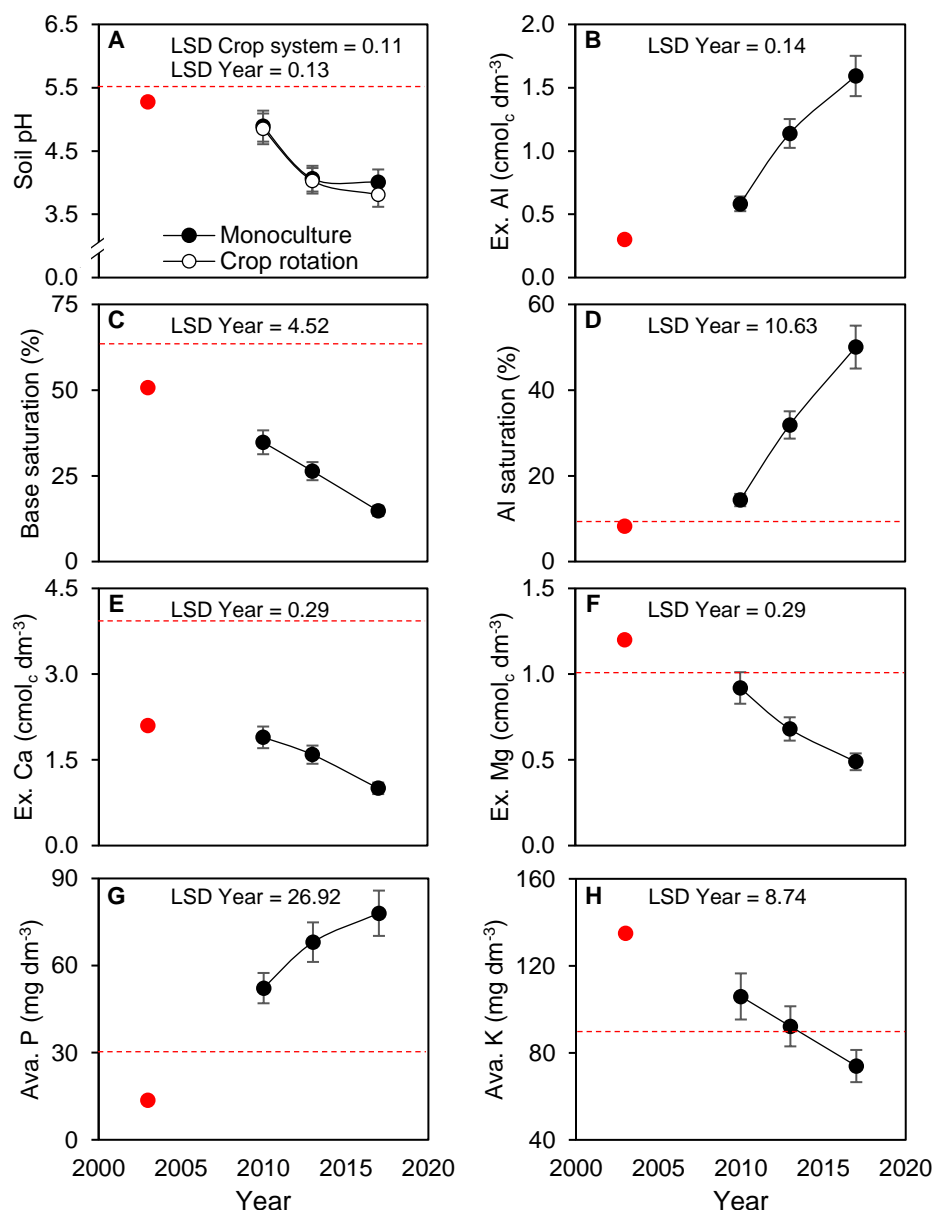 A
LSD Crop system = 0.11
LSD Year = 0.13
6.5
5.5
4.5
3.5
0.0
Soil pH
Monoculture
Crop rotation
B
LSD Year = 0.14
2.0
1.5
1.0
0.5
0.0
Ex. Al (cmolc dm-3)
C
LSD Year = 4.52
75
50
25
0
Base saturation (%)
D
LSD Year = 10.63
60
40
20
0
Al saturation (%)
E
LSD Year = 0.29
4.5
3.0
1.5
0.0
Ex. Ca (cmolc dm-3)
F
LSD Year = 0.29
1.5
1.0
0.5
0.0
Ex. Mg (cmolc dm-3)
G
LSD Year = 26.92
90
60
30
0
Ava. P (mg dm-3)
2000 2005 2010 2015 2020
Year
H
LSD Year = 8.74
160
120
80
40
Ava. K (mg dm-3)
2000 2005 2010 2015 2020
Year